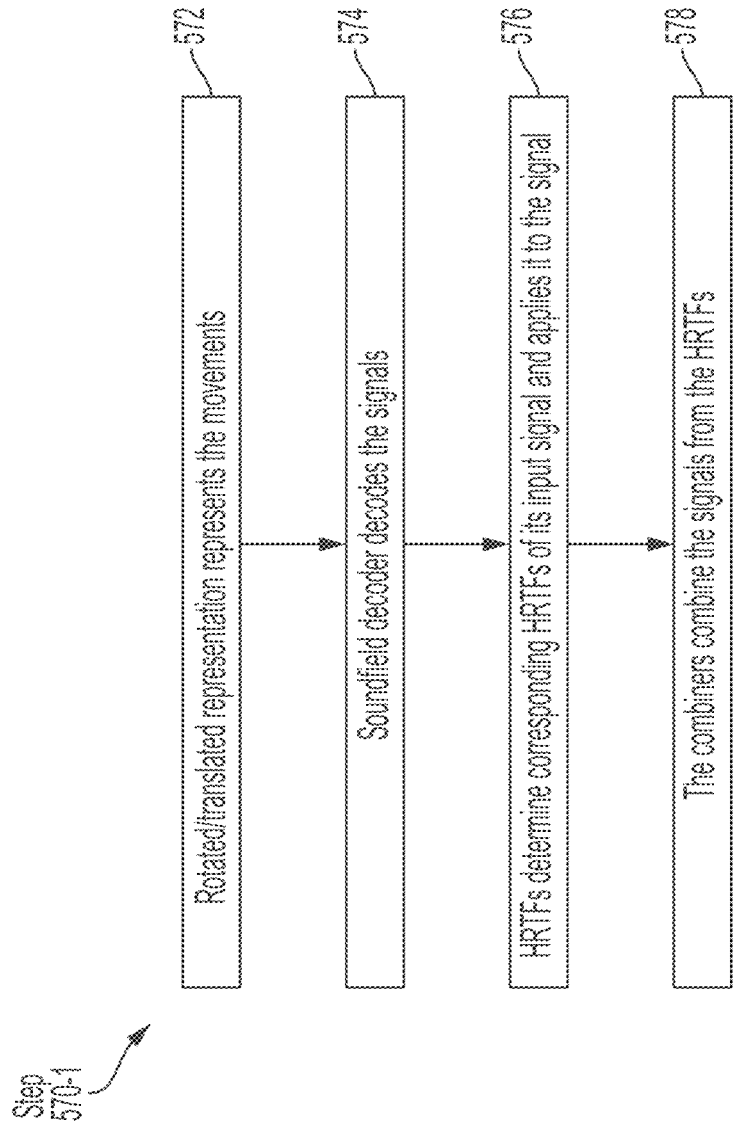 Step
570-1
Rotated/translated representation represents the movements
572
Soundfield decoder decodes the signals
574
HRTFs determine corresponding HRTFs of its input signal and applies it to the signal
576
The combiners combine the signals from the HRTFs
578